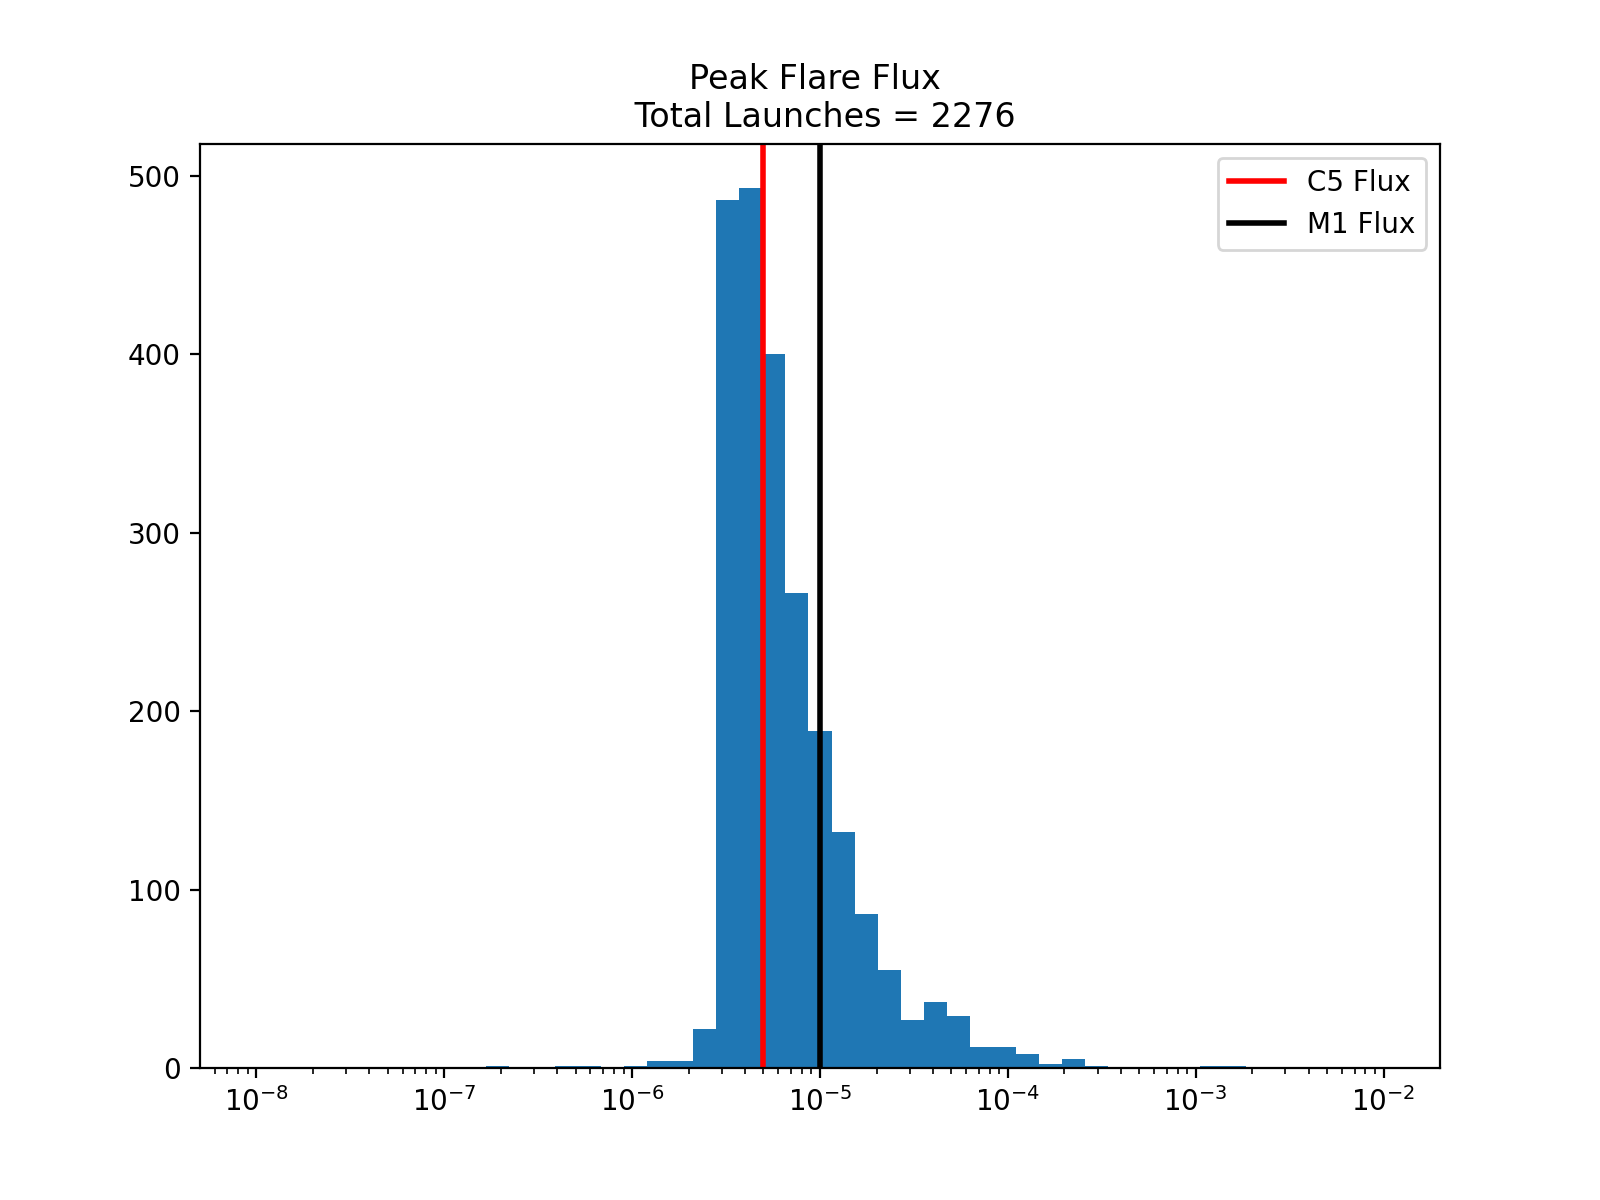 Peak Flare Flux
Total Launches = 2276
C5 Flux
M1 Flux
500
400
300
200
100
0
10⁻⁸ 10⁻⁷ 10⁻⁶ 10⁻⁵ 10⁻⁴ 10⁻³ 10⁻²